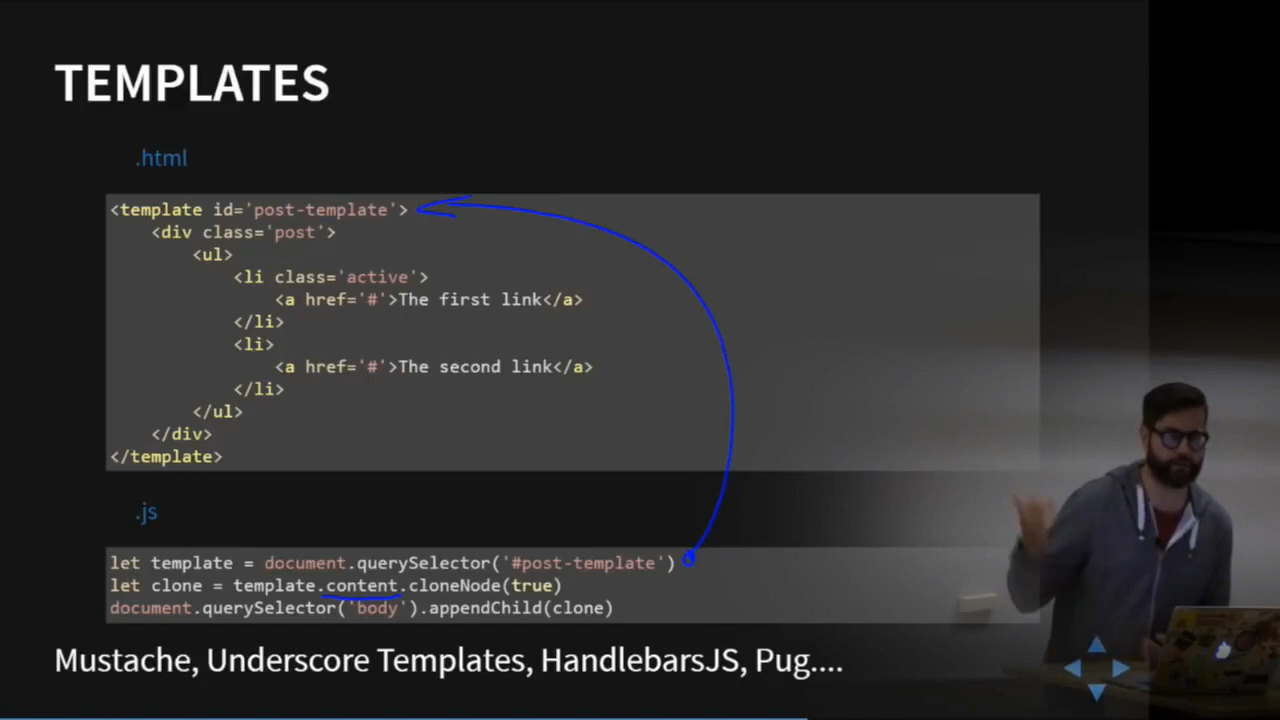 TEMPLATES
.html
<template id='post-template'>
    <div class='post'>
        <ul>
            <li class='active'>
                <a href='#'>The first link</a>
            </li>
            <li>
                <a href='#'>The second link</a>
            </li>
        </ul>
    </div>
</template>
.js
let template = document.querySelector('#post-template')
let clone = template.content.cloneNode(true)
document.querySelector('body').appendChild(clone)
Mustache, Underscore Templates, HandlebarsJS, Pug....